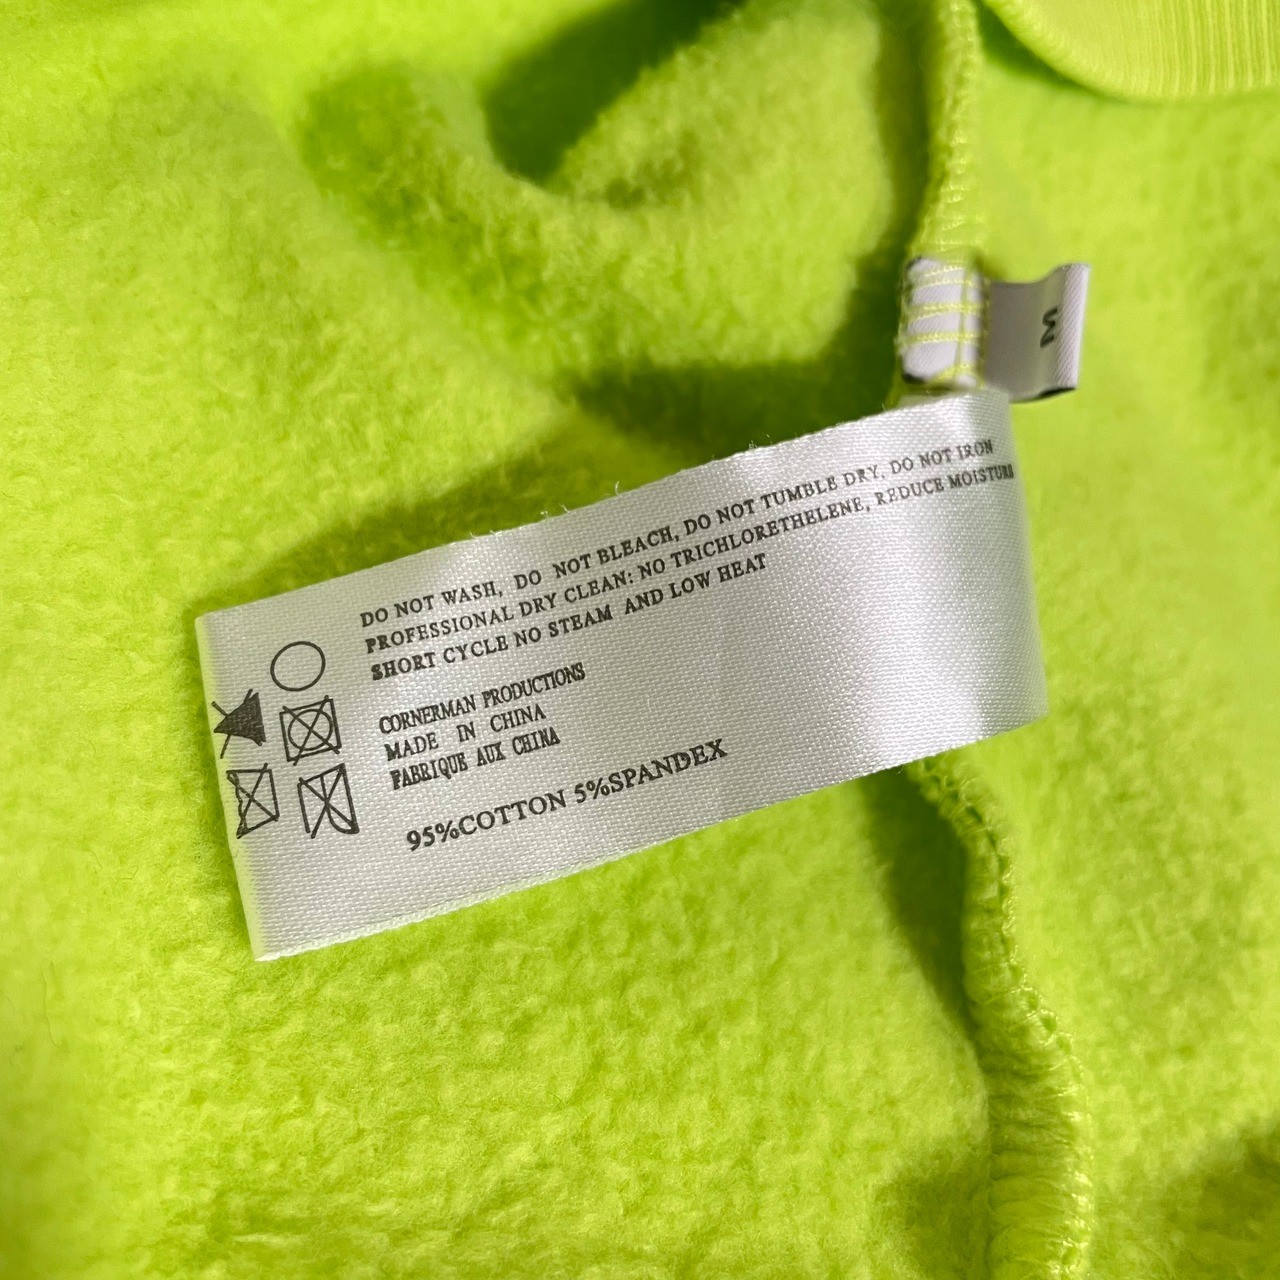 M
DO NOT WASH, DO NOT BLEACH, DO NOT TUMBLE DRY, DO NOT IRON
PROFESSIONAL DRY CLEAN: NO TRICHLORETHELENE, REDUCE MOISTURE
SHORT CYCLE NO STEAM AND LOW HEAT
CORNERMAN PRODUCTIONS
MADE IN CHINA
FABRIQUE AUX CHINA
95%COTTON 5%SPANDEX